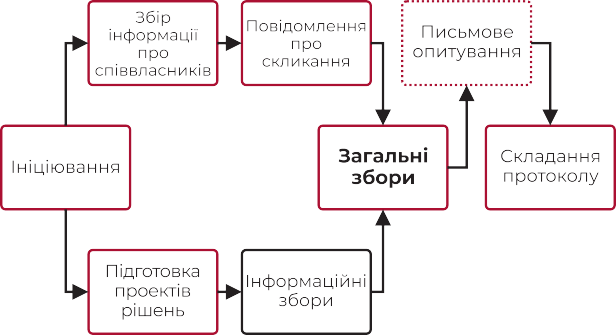 Збір
інформації
про
співвласників
Повідомлення
про
скликання
Письмове
опитування
Ініціювання
Загальні
збори
Складання
протоколу
Підготовка
проектів
рішень
Інформаційні
збори